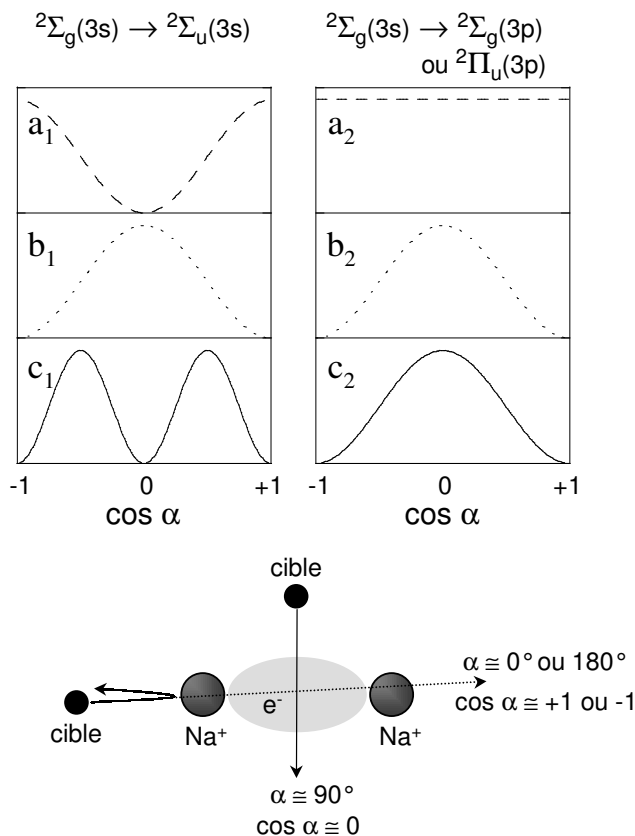 ²Σg(3s) → ²Σu(3s)
²Σg(3s) → ²Σg(3p)
ou ²Πu(3p)
a₁
a₂
b₁
b₂
c₁
c₂
-1 0 +1
-1 0 +1
cos α
cos α
cible
α ≅ 0° ou 180°
cos α ≅ +1 ou -1
e⁻
cible
Na⁺
Na⁺
α ≅ 90°
cos α ≅ 0